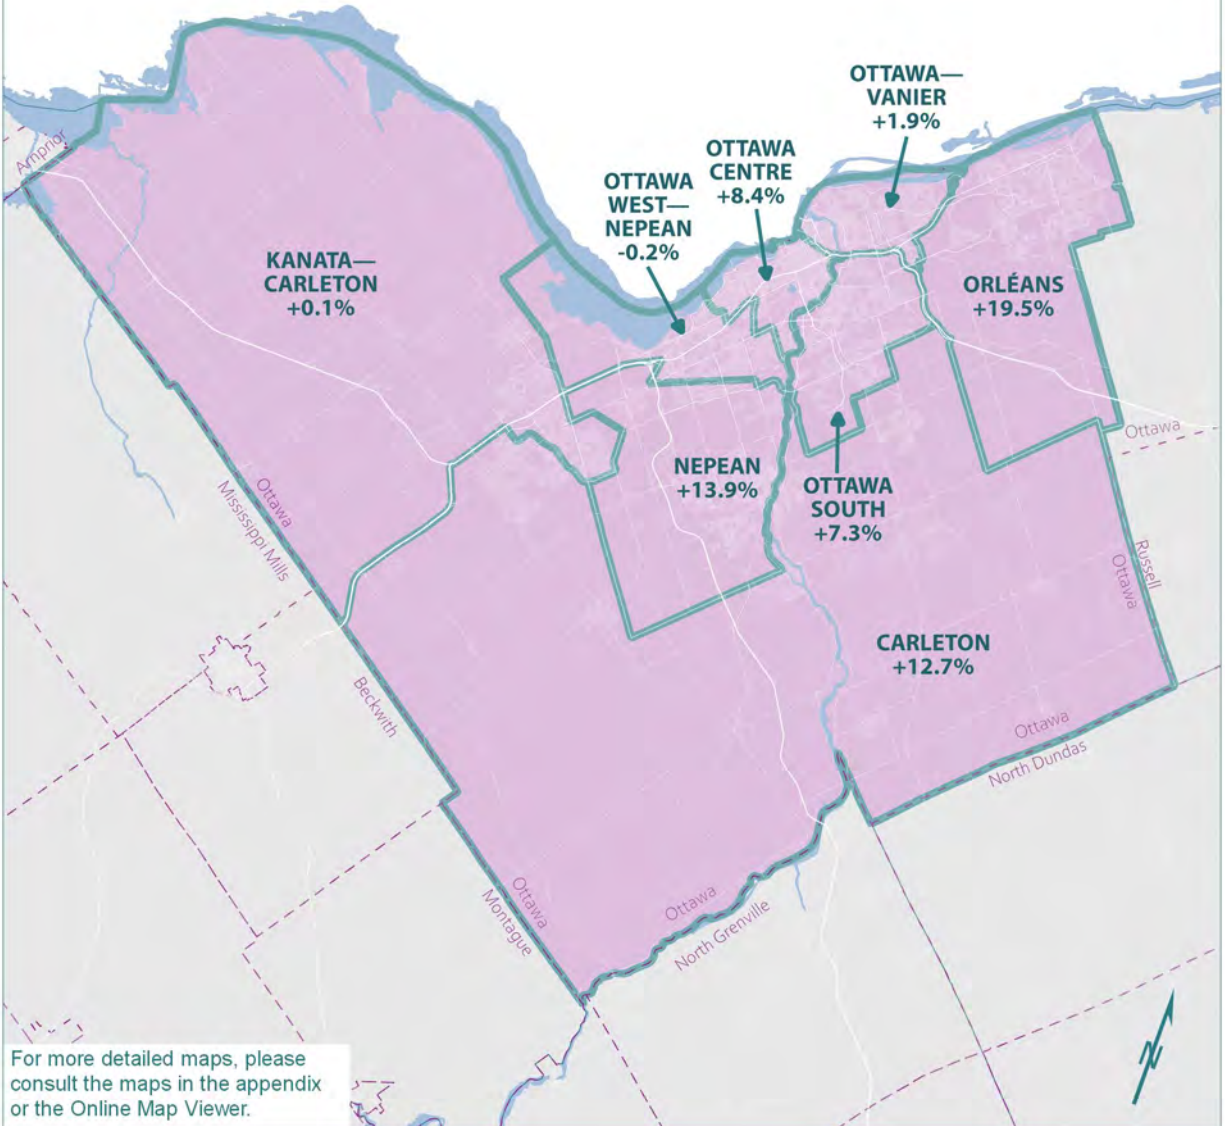 OTTAWA—
VANIER
+1.9%
OTTAWA
CENTRE
+8.4%
OTTAWA
WEST—
NEPEAN
-0.2%
Arnprior
KANATA—
CARLETON
+0.1%
ORLÉANS
+19.5%
Ottawa
NEPEAN
+13.9%
OTTAWA
SOUTH
+7.3%
Ottawa
Mississippi Mills
Russell
Ottawa
CARLETON
+12.7%
Beckwith
Ottawa
North Dundas
Ottawa
Montague
Ottawa
North Grenville
N
For more detailed maps, please
consult the maps in the appendix
or the Online Map Viewer.